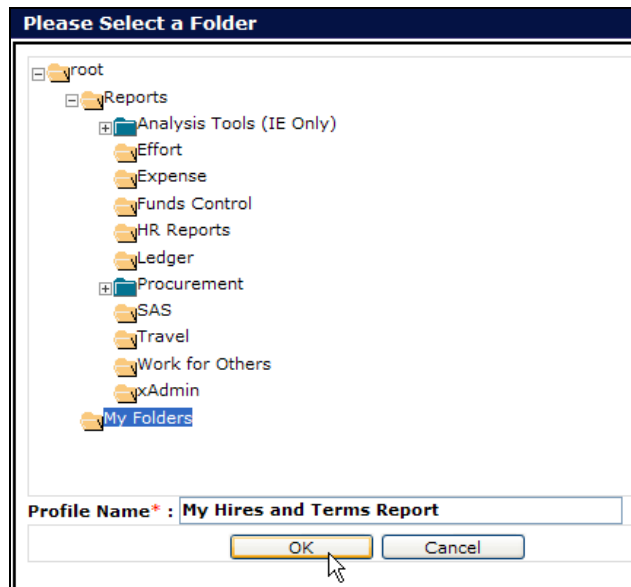 Please Select a Folder
root
Reports
Analysis Tools (IE Only)
Effort
Expense
Funds Control
HR Reports
Ledger
Procurement
SAS
Travel
Work for Others
xAdmin
My Folders
Profile Name* : My Hires and Terms Report
OK Cancel